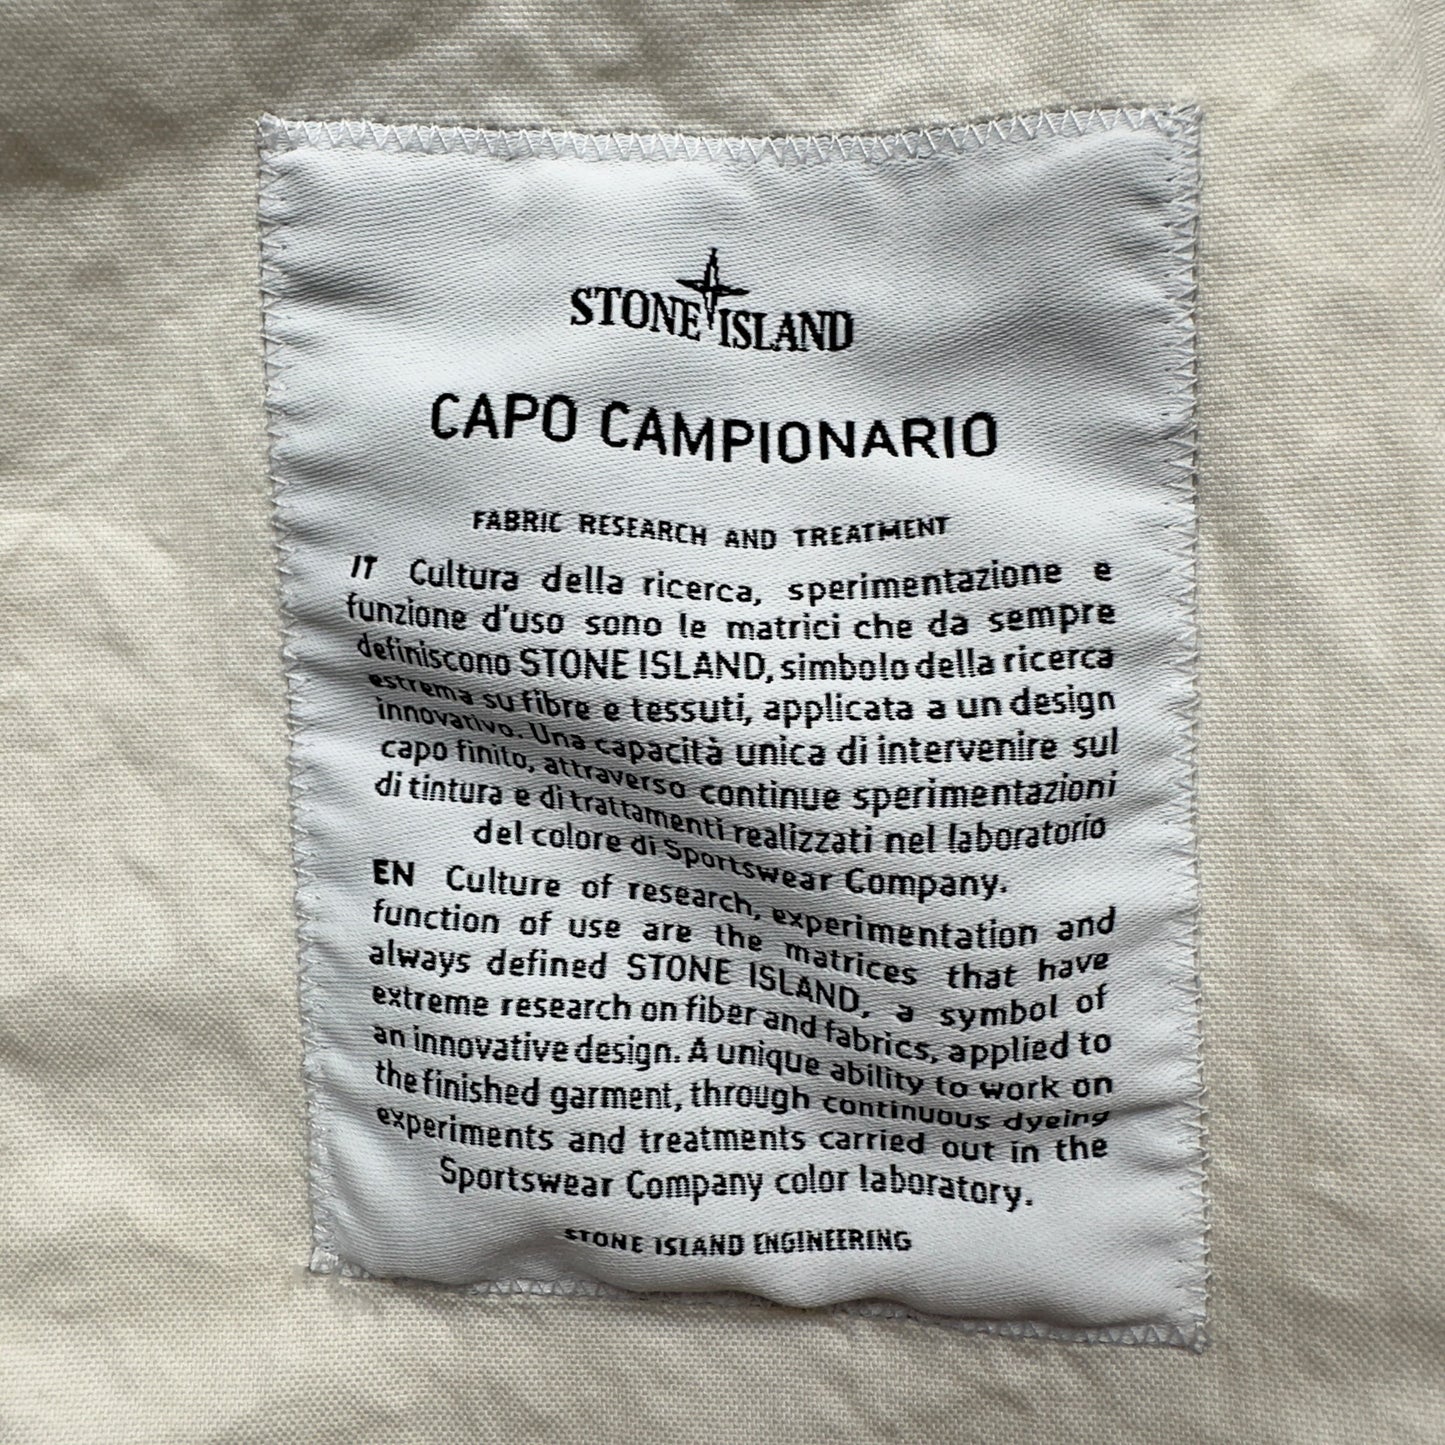 STONE ISLAND
CAPO CAMPIONARIO
FABRIC RESEARCH AND TREATMENT
IT Cultura della ricerca, sperimentazione e
funzione d'uso sono le matrici che da sempre
definiscono STONE ISLAND, simbolo della ricerca
estrema su fibre e tessuti, applicata a un design
innovativo. Una capacità unica di intervenire sul
capo finito, attraverso continue sperimentazioni
di tintura e di trattamenti realizzati nel laboratorio
del colore di Sportswear Company.
EN Culture of research, experimentation and
function of use are the matrices that have
always defined STONE ISLAND, a symbol of
extreme research on fiber and fabrics, applied to
an innovative design. A unique ability to work on
the finished garment, through continuous dyeing
experiments and treatments carried out in the
Sportswear Company color laboratory.
STONE ISLAND ENGINEERING